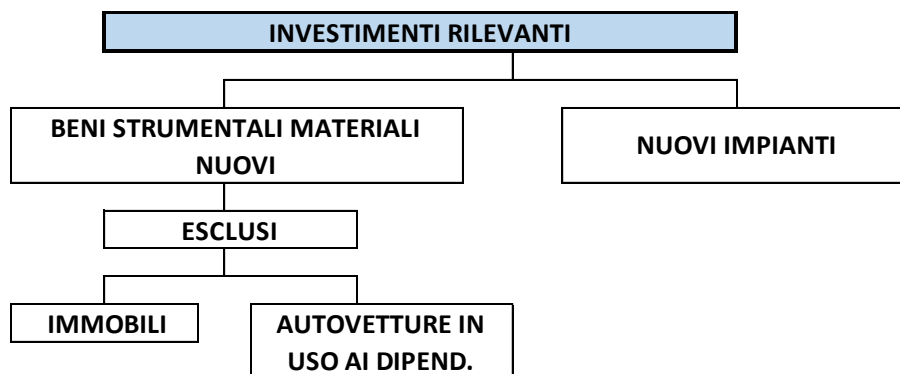 INVESTIMENTI RILEVANTI
BENI STRUMENTALI MATERIALI
NUOVI
NUOVI IMPIANTI
ESCLUSI
IMMOBILI
AUTOVETTURE IN
USO AI DIPEND.